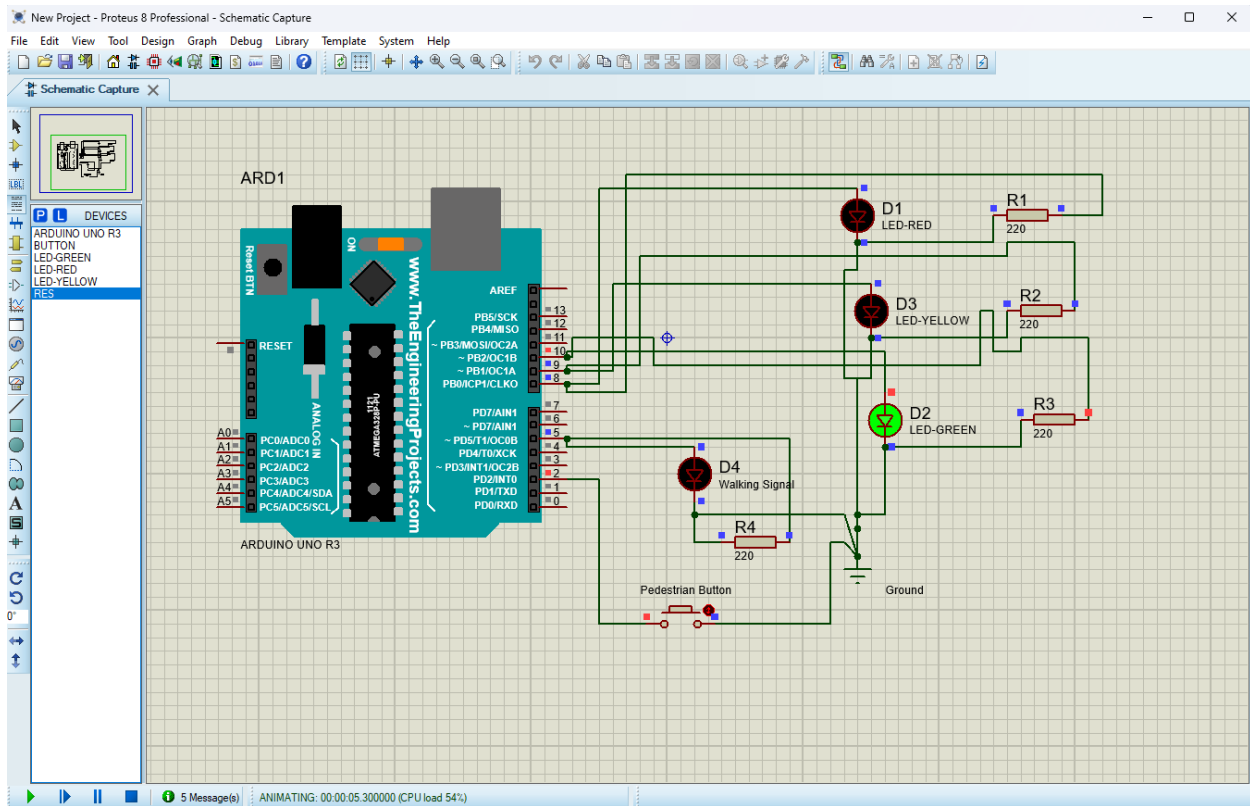 New Project - Proteus 8 Professional - Schematic Capture
File Edit View Tool Design Graph Debug Library Template System Help
Schematic Capture
P L DEVICES
ARDUINO UNO R3
BUTTON
LED-GREEN
LED-RED
LED-YELLOW
RES
LBL
A
S
0°
ARD1
Reset BTN
ON
www.TheEngineeringProjects.com
RESET
ANALOG IN
1121
ATMEGA328P-PU
A0 PC0/ADC0
A1 PC1/ADC1
A2 PC2/ADC2
A3 PC3/ADC3
A4 PC4/ADC4/SDA
A5 PC5/ADC5/SCL
AREF
PB5/SCK 13
PB4/MISO 12
~ PB3/MOSI/OC2A 11
~ PB2/OC1B 10
~ PB1/OC1A 9
PB0/ICP1/CLKO 8
PD7/AIN1 7
~ PD7/AIN1 6
~ PD5/T1/OC0B 5
PD4/T0/XCK 4
~ PD3/INT1/OC2B 3
PD2/INT0 2
PD1/TXD 1
PD0/RXD 0
ARDUINO UNO R3
D1
LED-RED
R1
220
D3
LED-YELLOW
R2
220
D2
LED-GREEN
R3
220
D4
Walking Signal
R4
220
Pedestrian Button
Ground
5 Message(s) ANIMATING: 00:00:05.300000 (CPU load 54%)